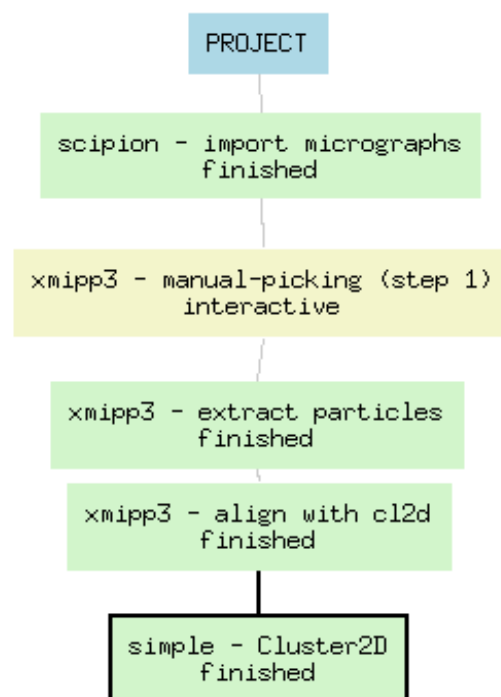 PROJECT
scipion - import micrographs
finished
xmipp3 - manual-picking (step 1)
interactive
xmipp3 - extract particles
finished
xmipp3 - align with cl2d
finished
simple - Cluster2D
finished